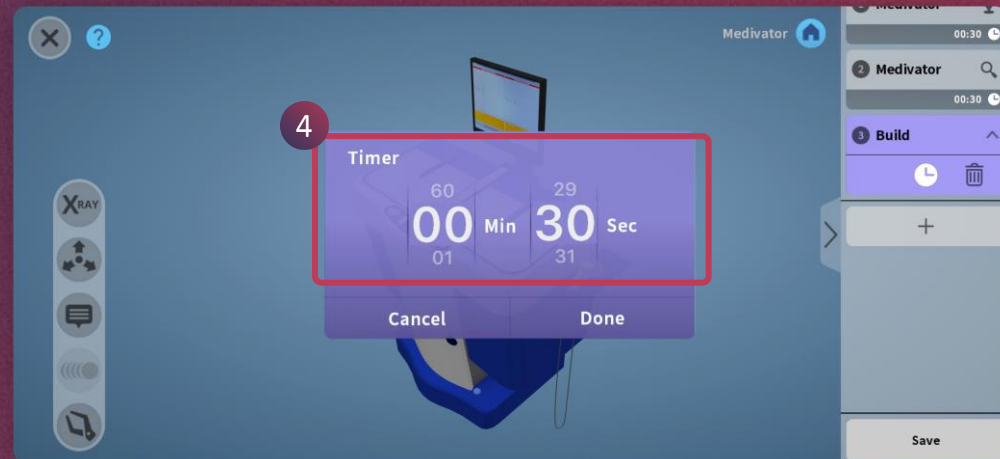 Medivator
00:30
?
Medivator
2 Medivator
00:30
3 Build
4
Timer
60 29
00 Min 30 Sec
01 31
XRAY
Cancel Done
Save